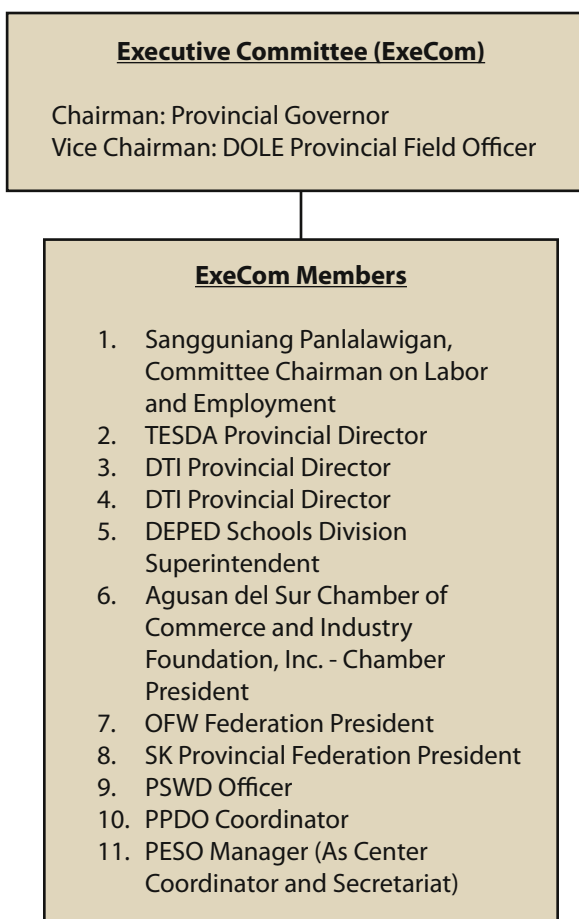 Executive Committee (ExeCom)
Chairman: Provincial Governor
Vice Chairman: DOLE Provincial Field Officer
ExeCom Members
1. Sangguniang Panlalawigan,
Committee Chairman on Labor
and Employment
2. TESDA Provincial Director
3. DTI Provincial Director
4. DTI Provincial Director
5. DEPED Schools Division
Superintendent
6. Agusan del Sur Chamber of
Commerce and Industry
Foundation, Inc. - Chamber
President
7. OFW Federation President
8. SK Provincial Federation President
9. PSWD Officer
10. PPDO Coordinator
11. PESO Manager (As Center
Coordinator and Secretariat)